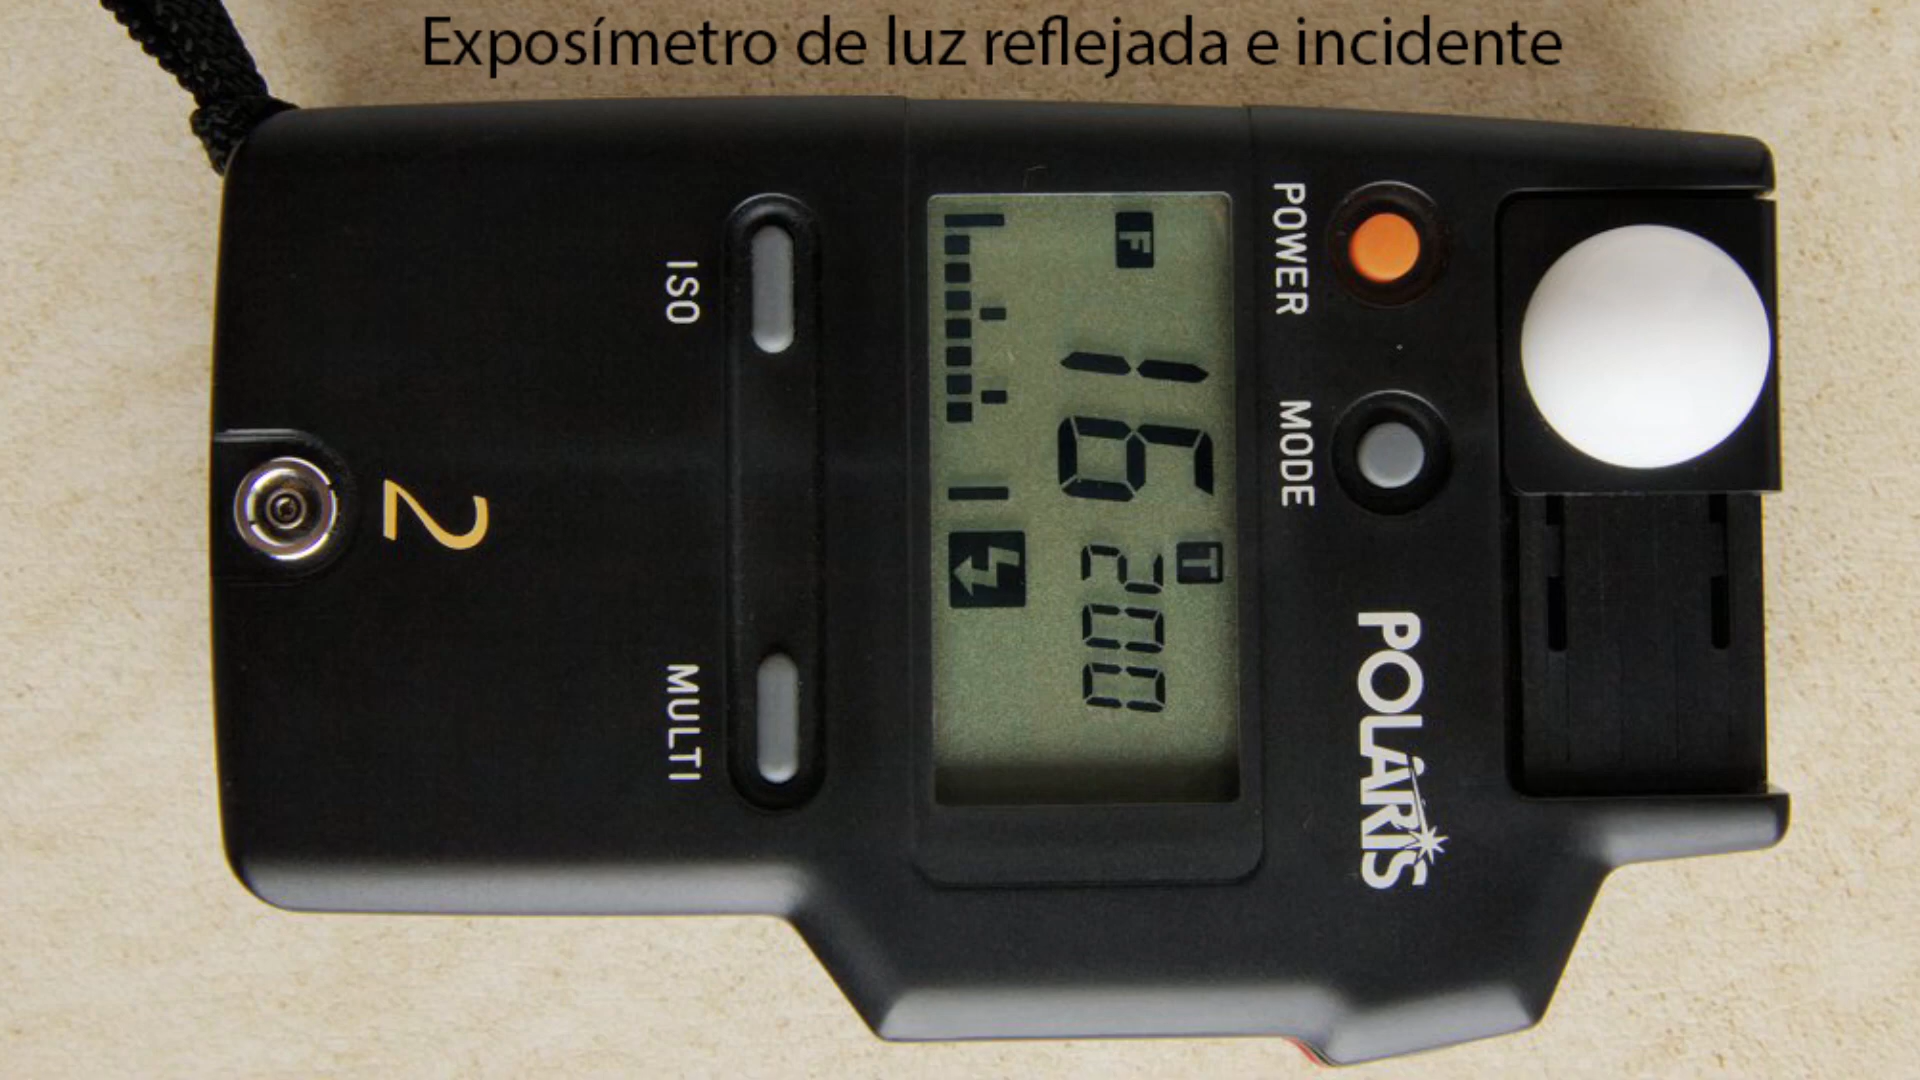 Exposímetro de luz reflejada e incidente
POWER
MODE
POLARIS
F
16
T
200
ISO
MULTI
2